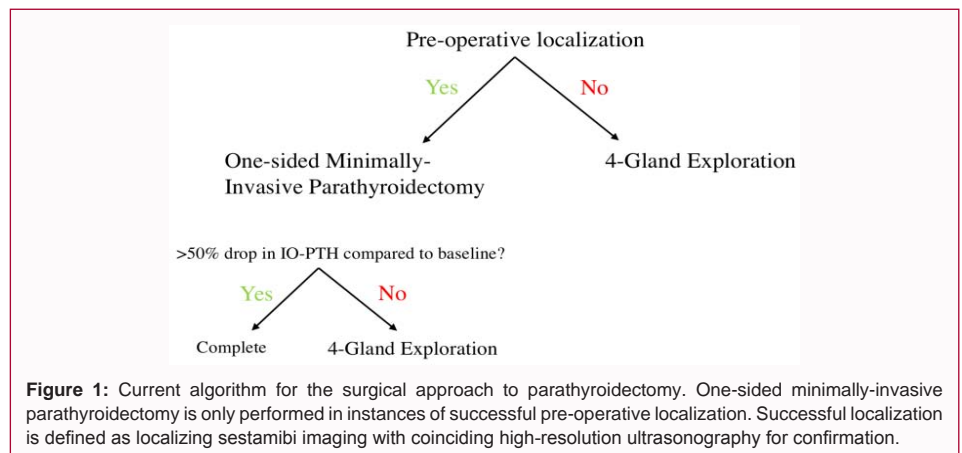 Pre-operative localization
Yes
No
One-sided Minimally-
Invasive Parathyroidectomy
4-Gland Exploration
>50% drop in IO-PTH compared to baseline?
Yes
No
Complete
4-Gland Exploration
Figure 1: Current algorithm for the surgical approach to parathyroidectomy. One-sided minimally-invasive
parathyroidectomy is only performed in instances of successful pre-operative localization. Successful localization
is defined as localizing sestamibi imaging with coinciding high-resolution ultrasonography for confirmation.